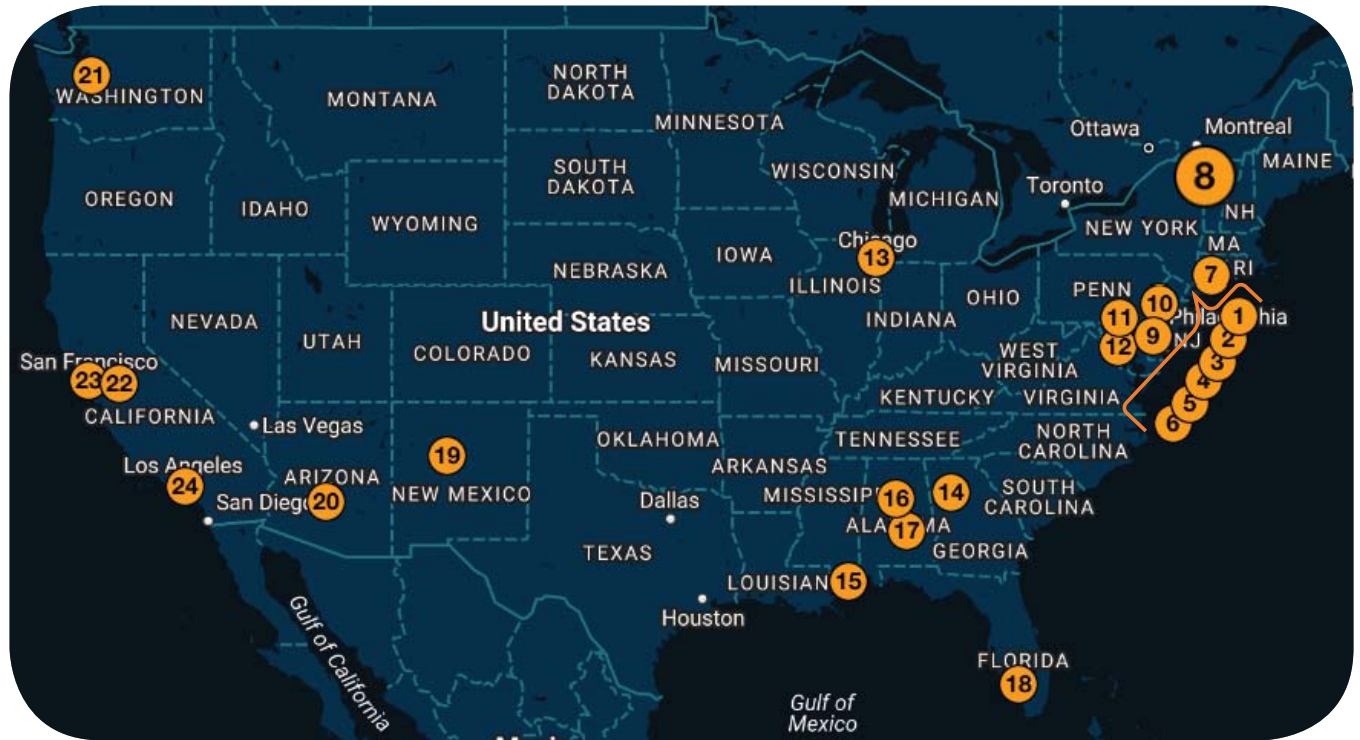 21
WASHINGTON
MONTANA
NORTH
DAKOTA
MINNESOTA
Ottawa
Montreal
8
MAINE
OREGON
IDAHO
WYOMING
SOUTH
DAKOTA
WISCONSIN
MICHIGAN
Toronto
NH
NEW YORK
MA
7
RI
Chicago
13
IOWA
ILLINOIS
NEBRASKA
NEVADA
UTAH
COLORADO
United States
KANSAS
MISSOURI
INDIANA
OHIO
PENN
10
11
9
12
Philadelphia
NJ
1
2
3
4
5
6
WEST
VIRGINIA
KENTUCKY
VIRGINIA
San Francisco
23
22
CALIFORNIA
Las Vegas
Los Angeles
24
San Diego
ARIZONA
20
19
NEW MEXICO
OKLAHOMA
ARKANSAS
TENNESSEE
NORTH
CAROLINA
SOUTH
CAROLINA
Dallas
MISSISSIPPI
16
14
ALABAMA
17
GEORGIA
TEXAS
LOUISIANA
15
Houston
FLORIDA
18
Gulf of California
Gulf of
Mexico